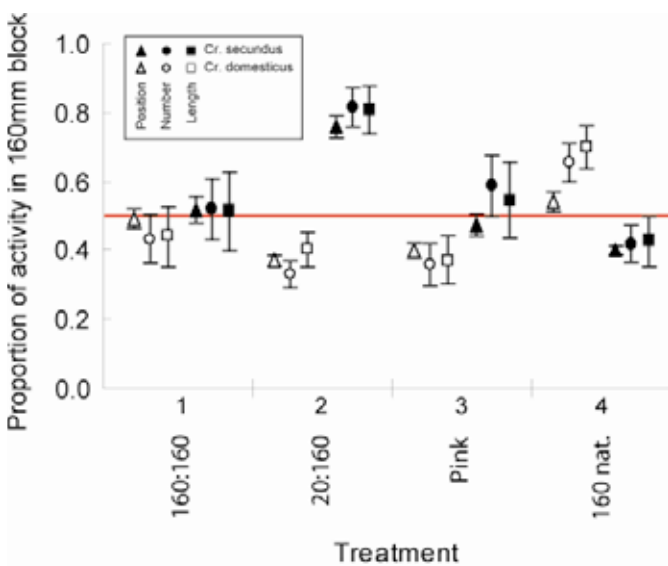 Proportion of activity in 160mm block
1.0
0.8
0.6
0.4
0.2
0.0
Cr. secundus
Cr. domesticus
Position
Number
Length
1
2
3
4
160:160
20:160
Pink
160 nat.
Treatment